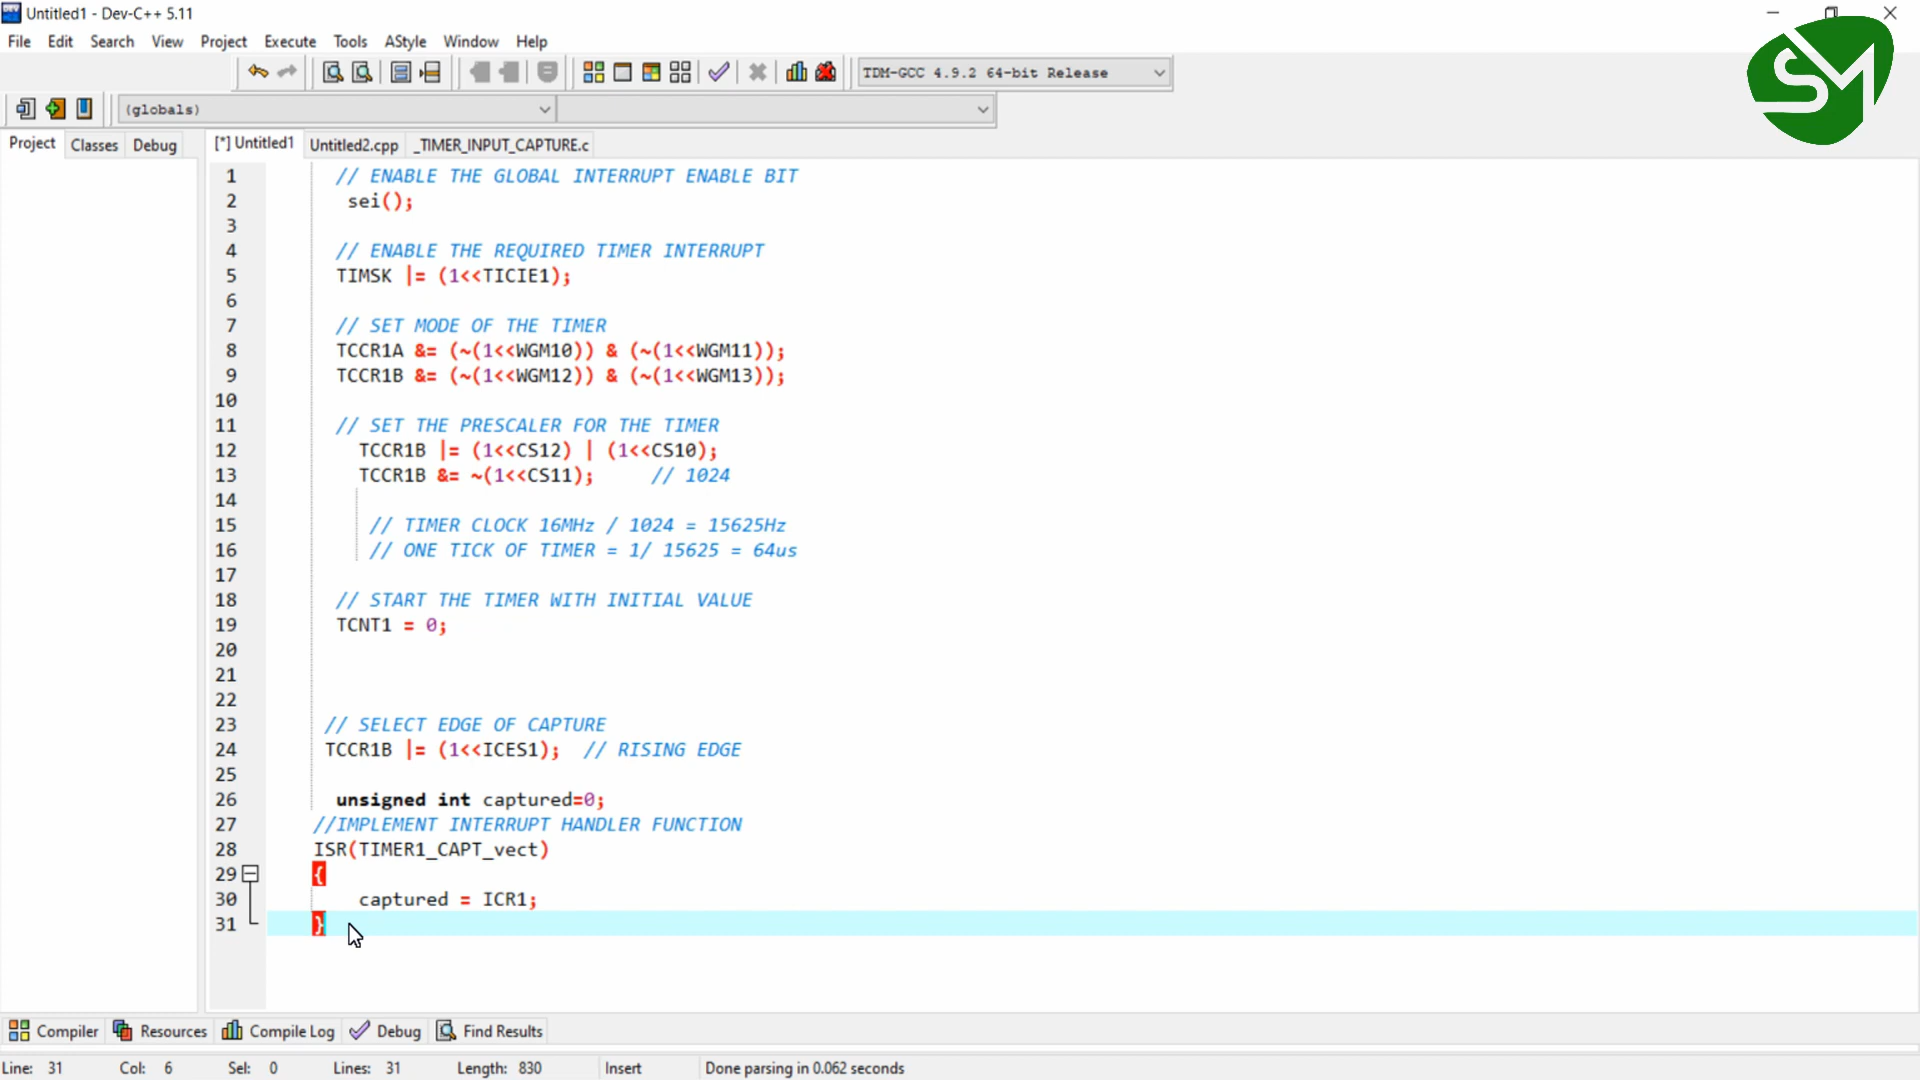 Untitled1 - Dev-C++ 5.11
File Edit Search View Project Execute Tools AStyle Window Help
TDM-GCC 4.9.2 64-bit Release
(globals)
Project Classes Debug [*] Untitled1 Untitled2.cpp _TIMER_INPUT_CAPTURE.c
1 // ENABLE THE GLOBAL INTERRUPT ENABLE BIT
2 sei();
3
4 // ENABLE THE REQUIRED TIMER INTERRUPT
5 TIMSK |= (1<<TICIE1);
6
7 // SET MODE OF THE TIMER
8 TCCR1A &= (~(1<<WGM10)) & (~(1<<WGM11));
9 TCCR1B &= (~(1<<WGM12)) & (~(1<<WGM13));
10
11 // SET THE PRESCALER FOR THE TIMER
12 TCCR1B |= (1<<CS12) | (1<<CS10);
13 TCCR1B &= ~(1<<CS11); // 1024
14
15 // TIMER CLOCK 16MHz / 1024 = 15625Hz
16 // ONE TICK OF TIMER = 1/ 15625 = 64us
17
18 // START THE TIMER WITH INITIAL VALUE
19 TCNT1 = 0;
20
21
22
23 // SELECT EDGE OF CAPTURE
24 TCCR1B |= (1<<ICES1); // RISING EDGE
25
26 unsigned int captured=0;
27 //IMPLEMENT INTERRUPT HANDLER FUNCTION
28 ISR(TIMER1_CAPT_vect)
29 {
30 captured = ICR1;
31 }
Compiler Resources Compile Log Debug Find Results
Line: 31 Col: 6 Sel: 0 Lines: 31 Length: 830 Insert Done parsing in 0.062 seconds
SM